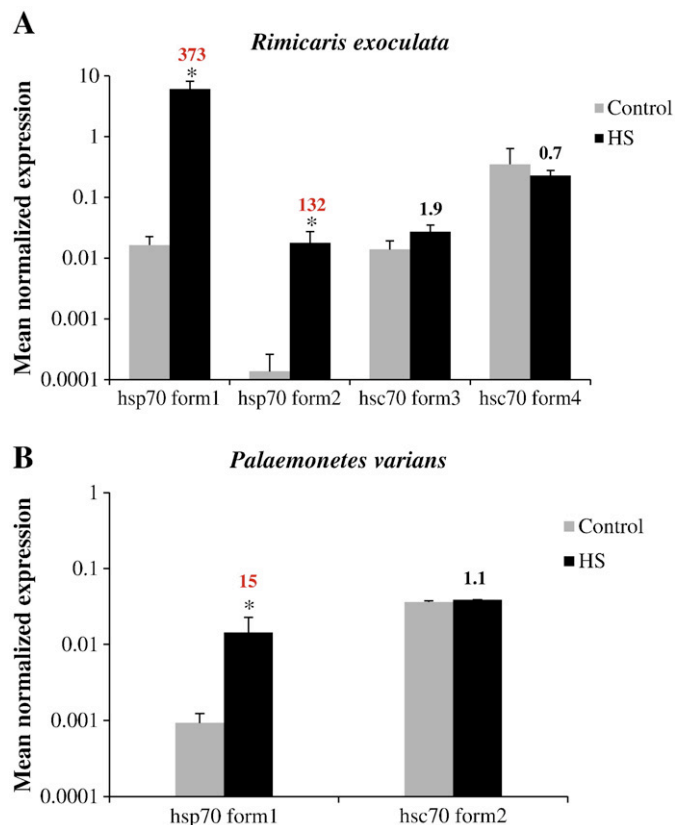 A
Rimicaris exoculata
Mean normalized expression
10
1
0.1
0.01
0.001
0.0001
373
*
132
*
1.9
0.7
Control
HS
hsp70 form1 hsp70 form2 hsc70 form3 hsc70 form4
B
Palaemonetes varians
Mean normalized expression
1
0.1
0.01
0.001
0.0001
15
*
1.1
Control
HS
hsp70 form1 hsc70 form2